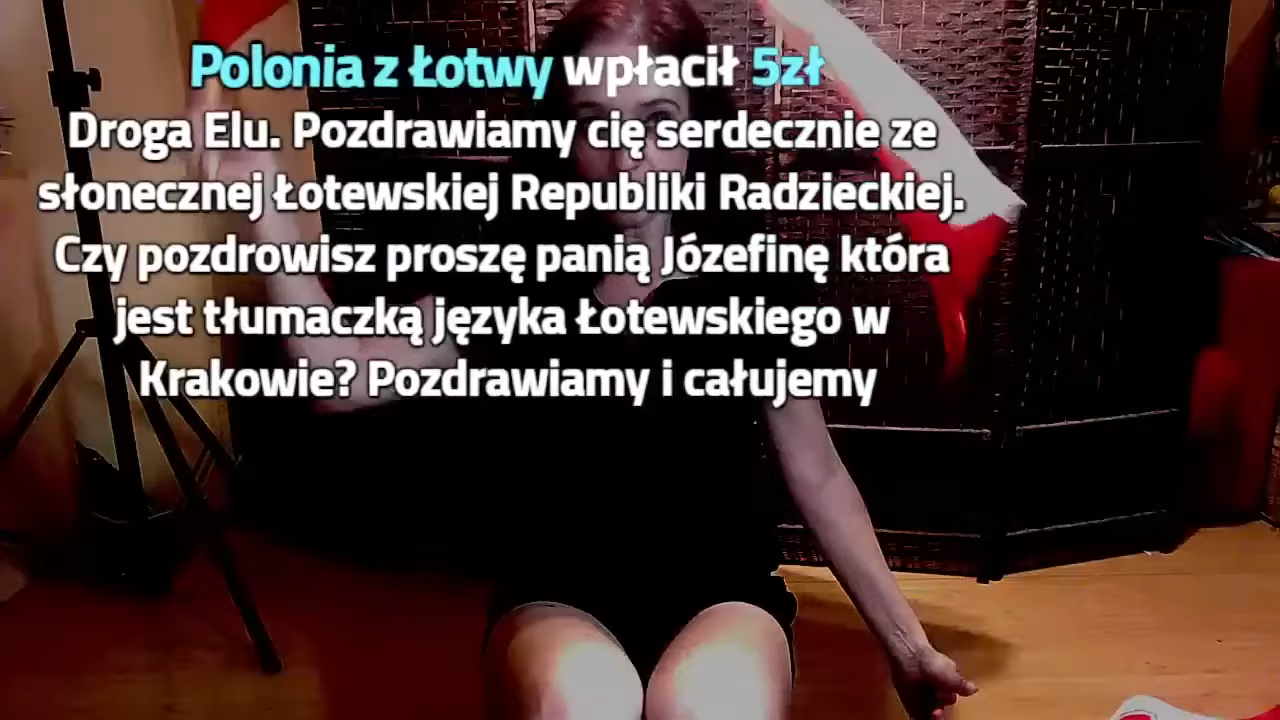 Polonia z Łotwy wpłacił 5zł
Droga Elu. Pozdrawiamy cię serdecznie ze
słonecznej Łotewskiej Republiki Radzieckiej.
Czy pozdrowisz proszę panią Józefinę która
jest tłumaczką języka Łotewskiego w
Krakowie? Pozdrawiamy i całujemy